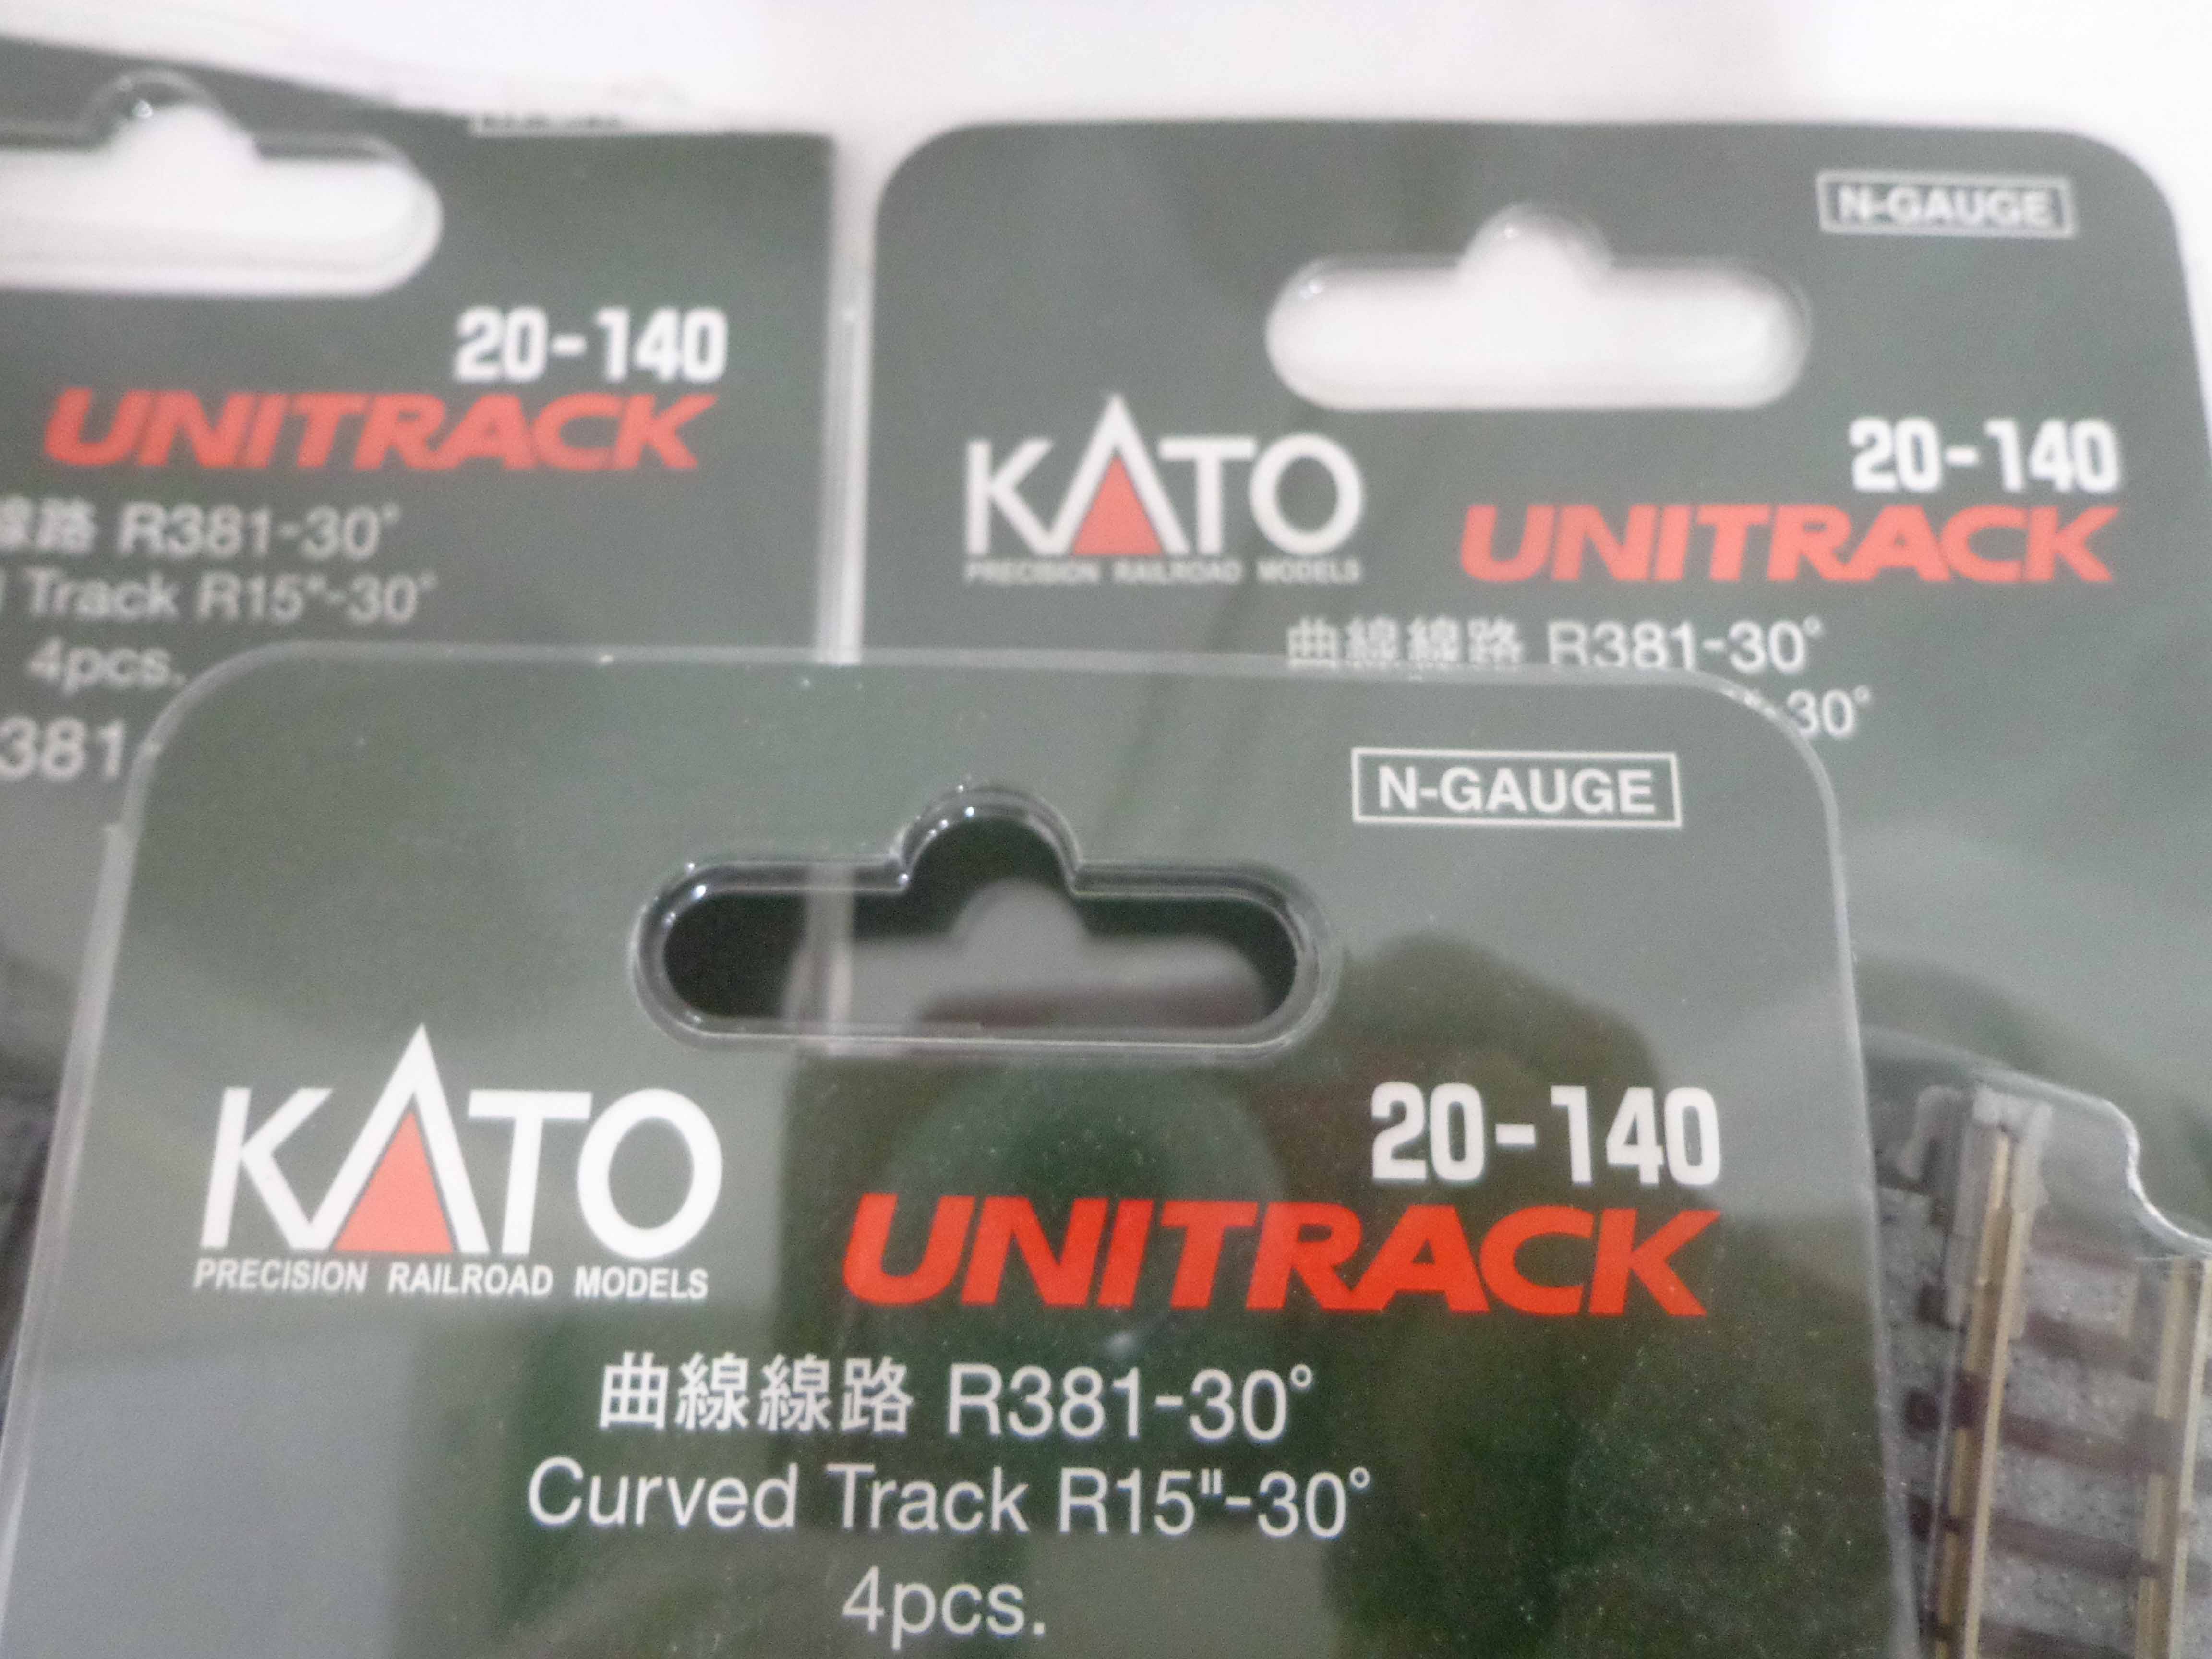 20-140
UNITRACK
線路 R381-30°
Track R15"-30°
4pcs.
381
N-GAUGE
KATO
PRECISION RAILROAD MODELS
20-140
UNITRACK
曲線線路 R381-30°
30°
N-GAUGE
KATO
PRECISION RAILROAD MODELS
20-140
UNITRACK
曲線線路 R381-30°
Curved Track R15"-30°
4pcs.